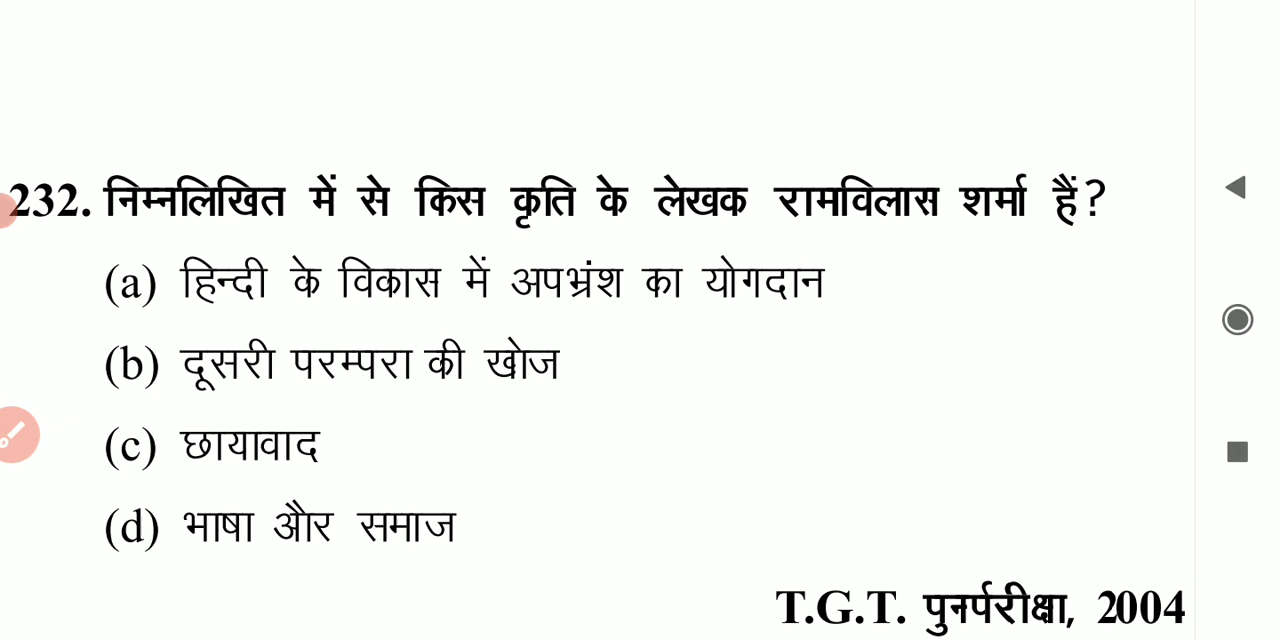 232. निम्नलिखित में से किस कृति के लेखक रामविलास शर्मा हैं?
(a) हिन्दी के विकास में अपभ्रंश का योगदान
(b) दूसरी परम्परा की खोज
(c) छायावाद
(d) भाषा और समाज
T.G.T. पुनर्परीक्षा, 2004